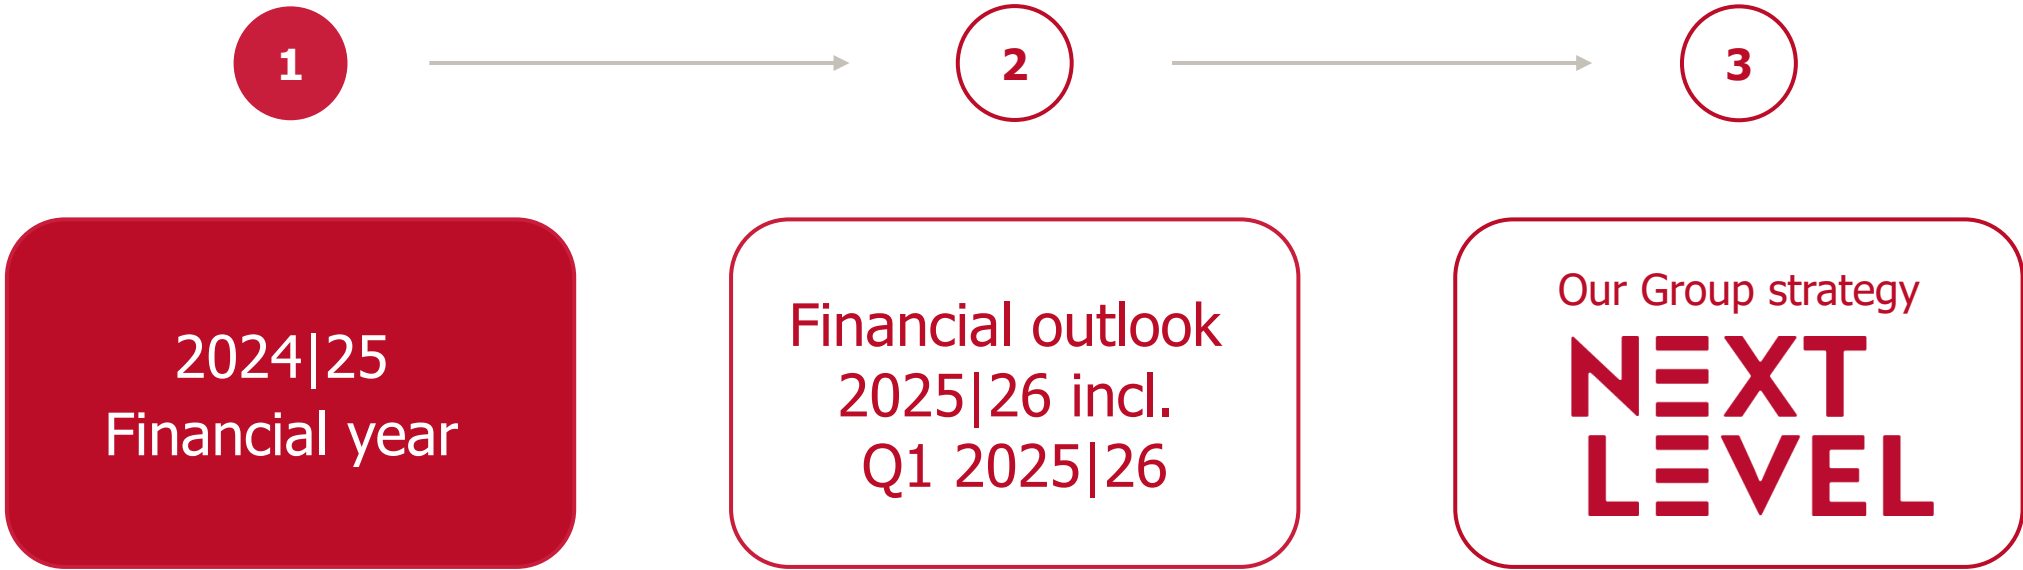 1
2
3
2024|25
Financial year
Financial outlook
2025|26 incl.
Q1 2025|26
Our Group strategy
NEXT
LEVEL